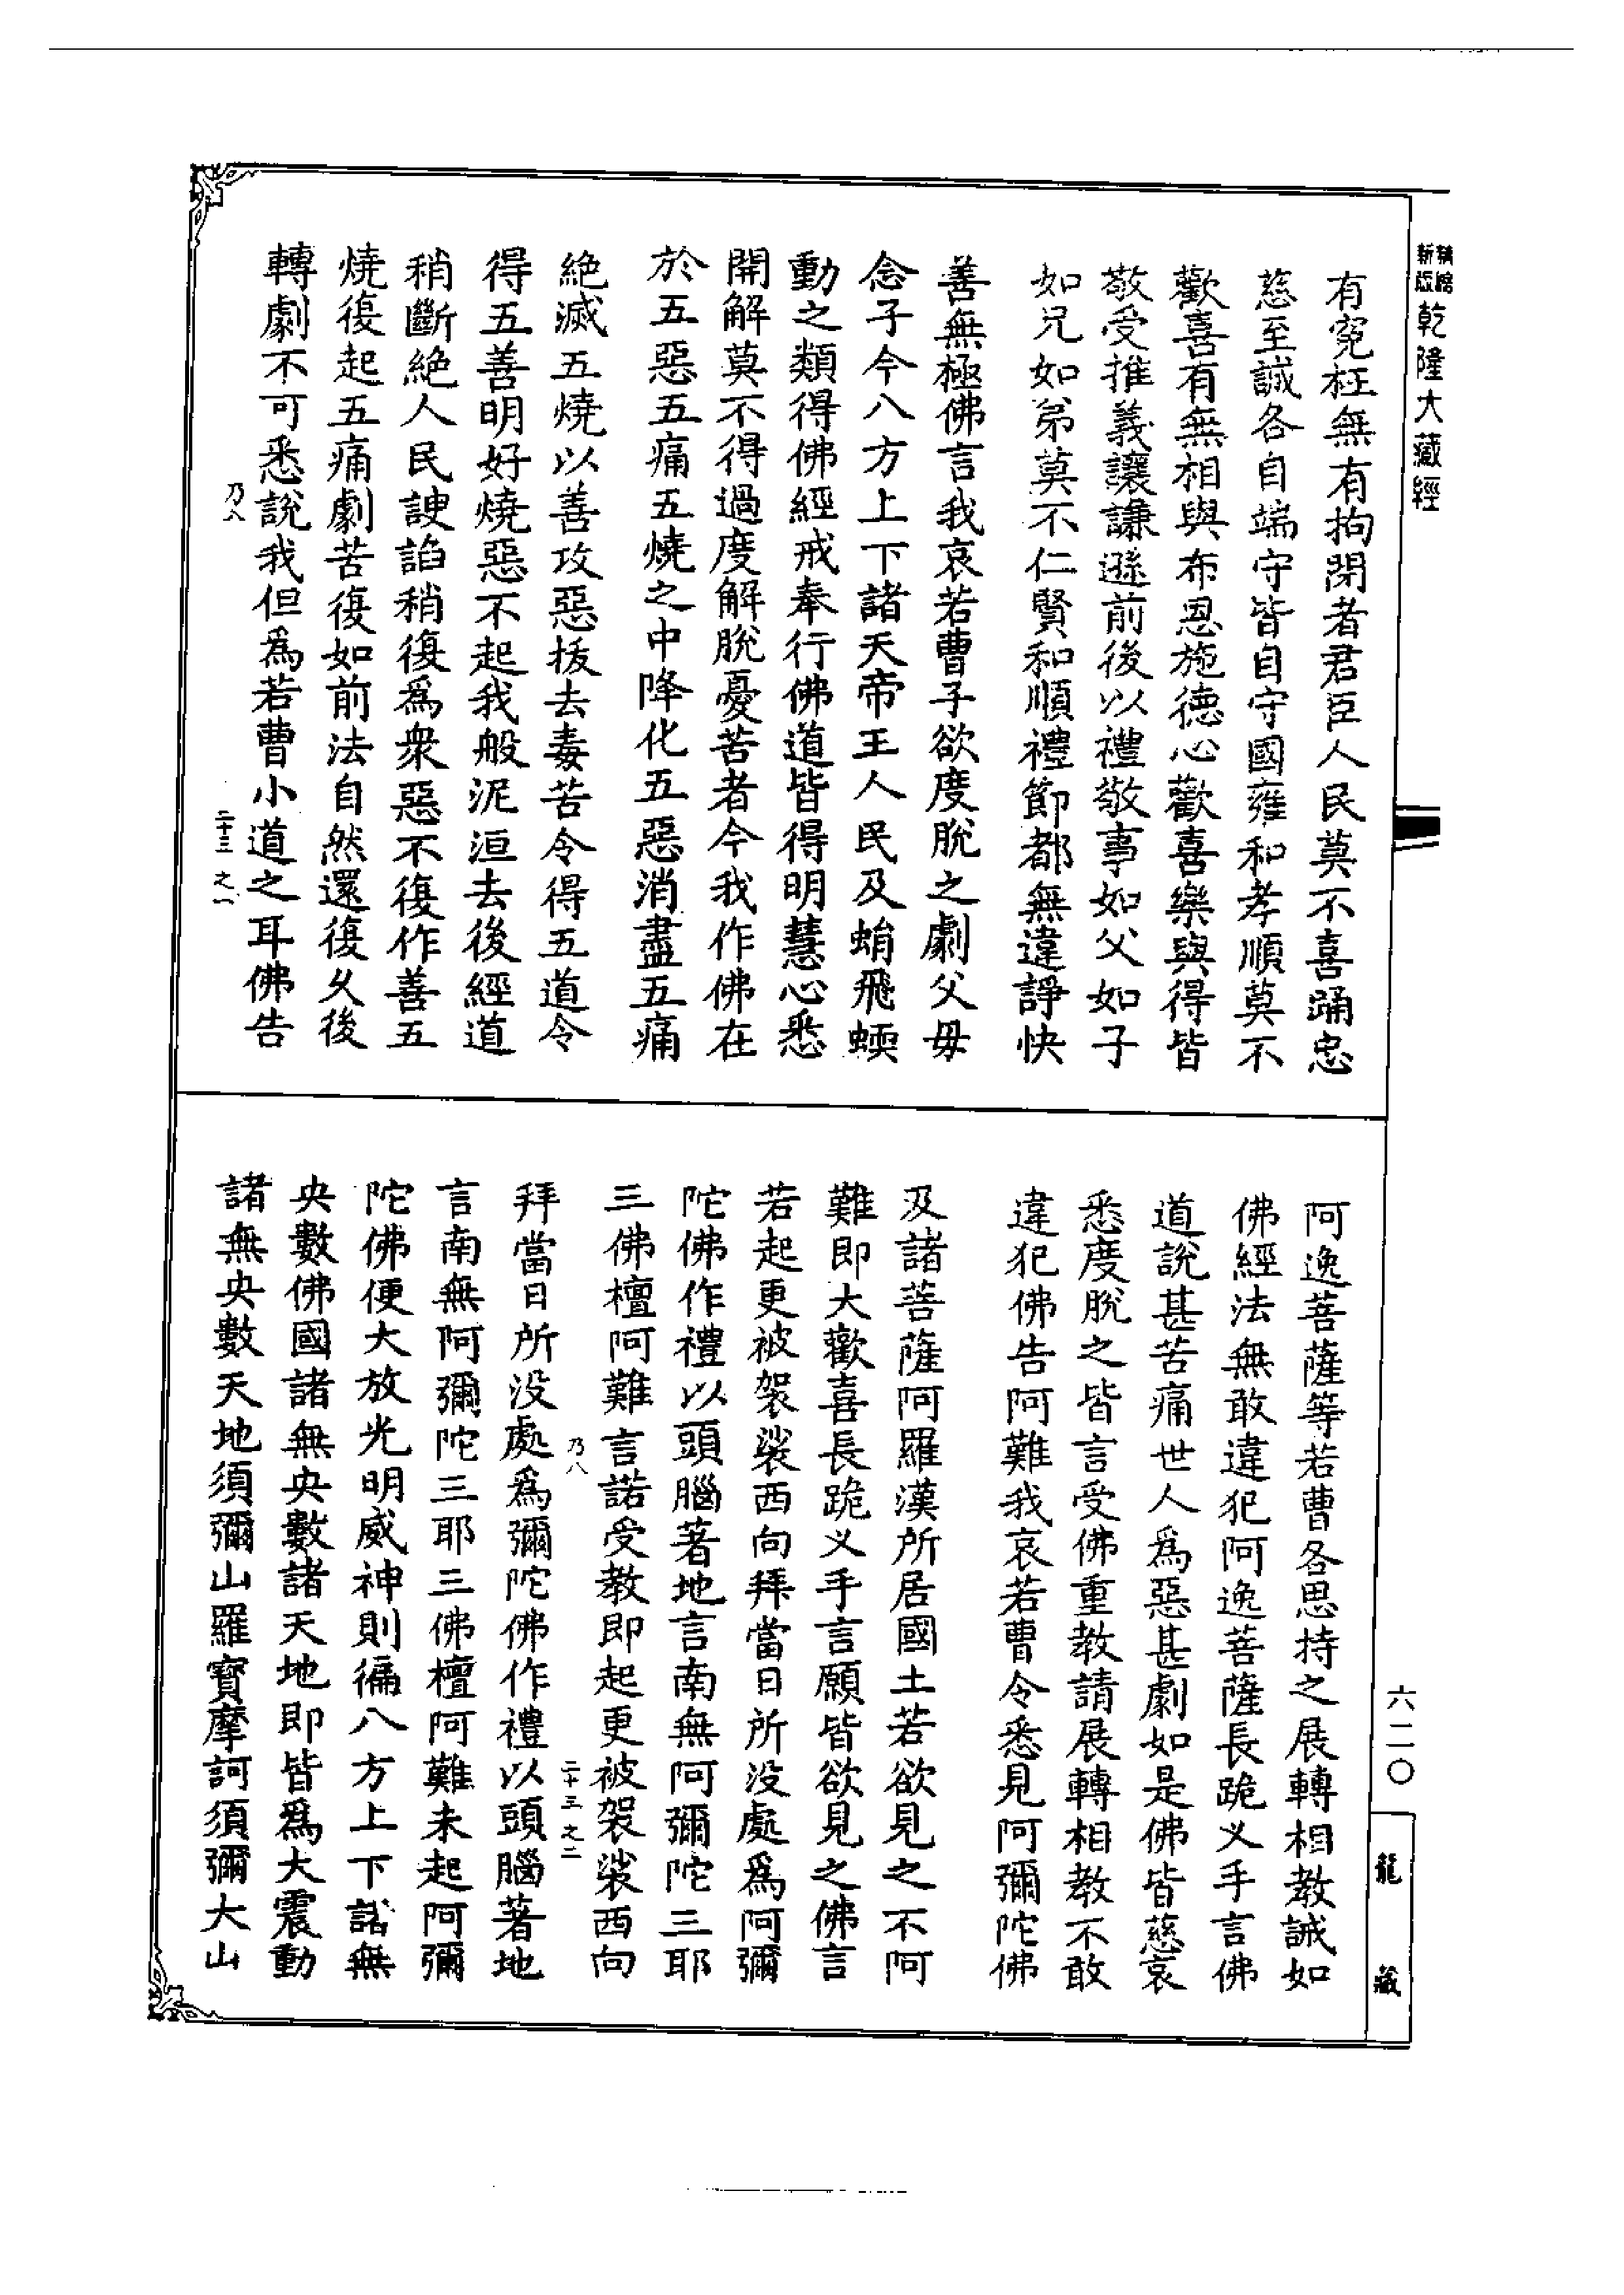 乾隆大藏經
有寃枉無有拘閉者君臣人民莫不喜踊忠
慈至誠各自端守皆自守國雍和孝順莫不
歡喜有無相與布恩施德心歡喜樂與得皆
敬受推義讓謙遜前後以禮敬事如父如子
如兄如弟莫不仁賢和順禮節都無違諍快
善無極佛言我哀若曹子欲度脫之劇父母
念子今八方上下諸天帝王人民及蜎飛蝡
動之類得佛經戒奉行佛道皆得明慧心悉
開解莫不得過度解脫憂苦者今我作佛在
於五惡五痛五燒之中降化五惡消盡五痛
絶滅五燒以善攻惡拔去毒苦令得五道令
得五善明好燒惡不起我般泥洹去後經道
稍斷絶人民諛諂稍復爲衆惡不復作善五
燒復起五痛劇苦復如前法自然還復久後
轉劇不可悉說我但爲若曹小道之耳佛告
乃八
二十三之一
阿逸菩薩等若曹各思持之展轉相教誡如
佛經法無敢違犯阿逸菩薩長跪叉手言佛
道說甚苦痛世人爲惡甚劇如是佛皆慈哀
悉度脫之皆言受佛重教請展轉相教不敢
違犯佛告阿難我哀若曹令悉見阿彌陀佛
及諸菩薩阿羅漢所居國土若欲見之不阿
難即大歡喜長跪叉手言願皆欲見之佛言
若起更被袈裟西向拜當日所没處爲阿彌
陀佛作禮以頭腦著地言南無阿彌陀三耶
三佛檀阿難言諾受教即起更被袈裟西向
乃八
二十三之二
拜當日所没處爲彌陀佛作禮以頭腦著地
言南無阿彌陀三耶三佛檀阿難未起阿彌
陀佛便大放光明威神則徧八方上下諸無
央數佛國諸無央數諸天地即皆爲大震動
諸無央數天地須彌山羅寳摩訶須彌大山
六二〇
龍藏